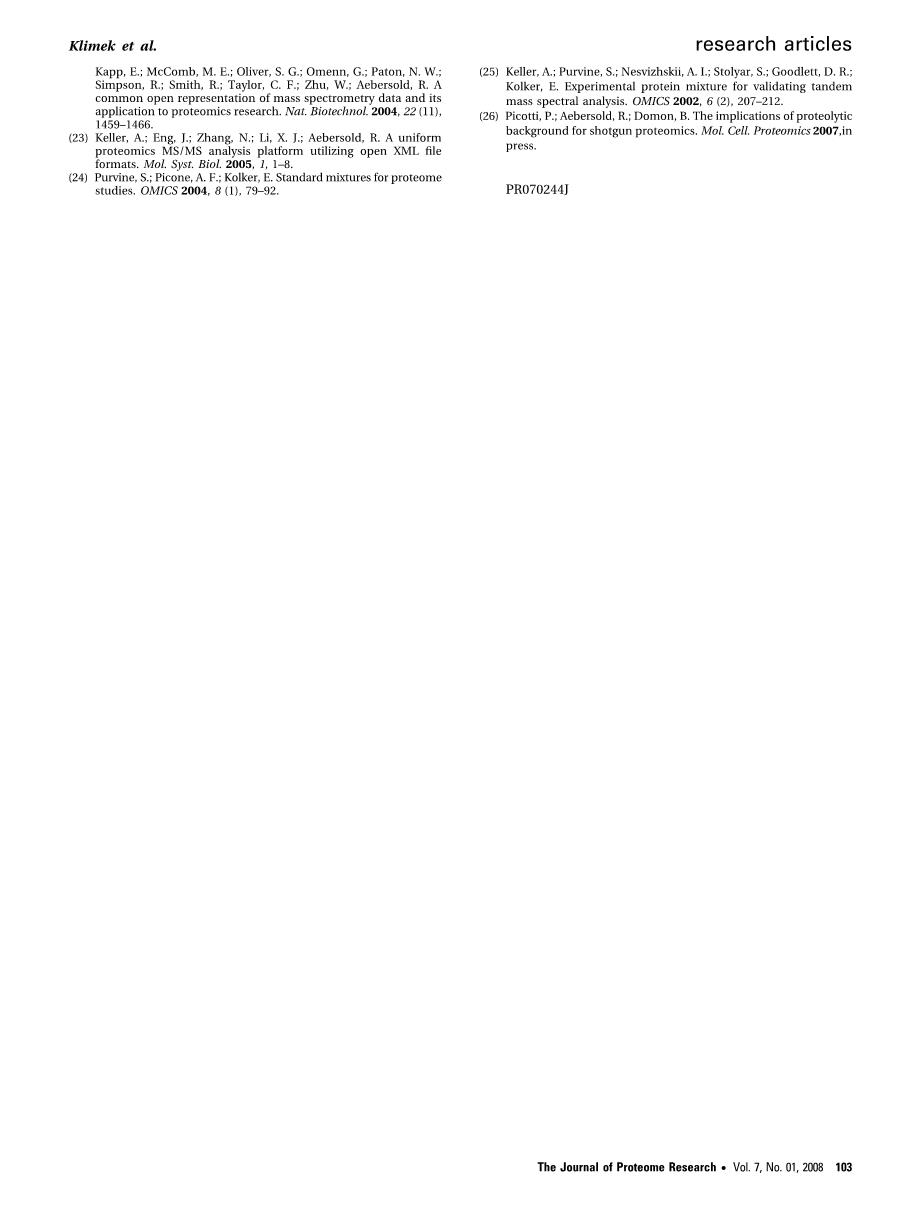 Klimek et al.
research articles
Kapp, E.; McComb, M. E.; Oliver, S. G.; Omenn, G.; Paton, N. W.;
Simpson, R.; Smith, R.; Taylor, C. F.; Zhu, W.; Aebersold, R. A
common open representation of mass spectrometry data and its
application to proteomics research. Nat. Biotechnol. 2004, 22 (11),
1459–1466.
(23) Keller, A.; Eng, J.; Zhang, N.; Li, X. J.; Aebersold, R. A uniform
proteomics MS/MS analysis platform utilizing open XML file
formats. Mol. Syst. Biol. 2005, 1, 1–8.
(24) Purvine, S.; Picone, A. F.; Kolker, E. Standard mixtures for proteome
studies. OMICS 2004, 8 (1), 79–92.
(25) Keller, A.; Purvine, S.; Nesvizhskii, A. I.; Stolyar, S.; Goodlett, D. R.;
Kolker, E. Experimental protein mixture for validating tandem
mass spectral analysis. OMICS 2002, 6 (2), 207–212.
(26) Picotti, P.; Aebersold, R.; Domon, B. The implications of proteolytic
background for shotgun proteomics. Mol. Cell. Proteomics 2007,in
press.
PR070244J
The Journal of Proteome Research • Vol. 7, No. 01, 2008 103